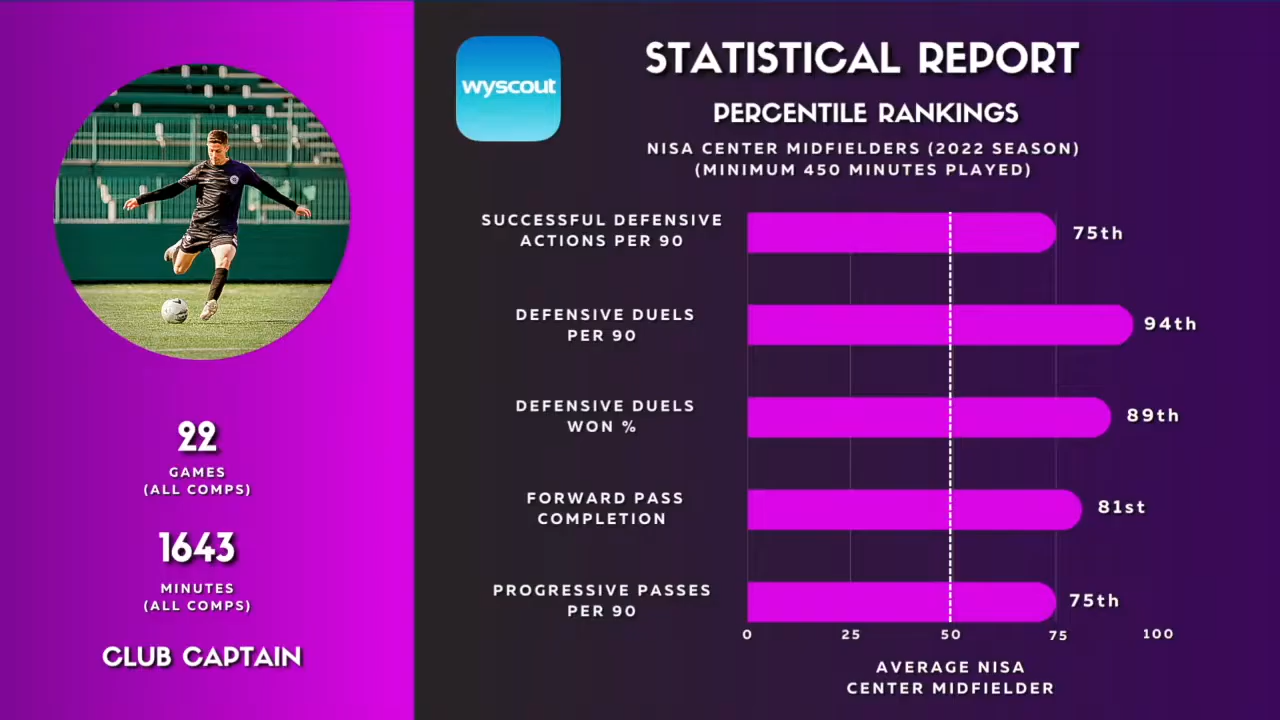 wyscout
STATISTICAL REPORT
PERCENTILE RANKINGS
NISA CENTER MIDFIELDERS (2022 SEASON)
(MINIMUM 450 MINUTES PLAYED)
SUCCESSFUL DEFENSIVE
ACTIONS PER 90
75th
DEFENSIVE DUELS
PER 90
94th
DEFENSIVE DUELS
WON %
89th
FORWARD PASS
COMPLETION
81st
PROGRESSIVE PASSES
PER 90
75th
0 25 50 75 100
AVERAGE NISA
CENTER MIDFIELDER
22
GAMES
(ALL COMPS)
1643
MINUTES
(ALL COMPS)
CLUB CAPTAIN